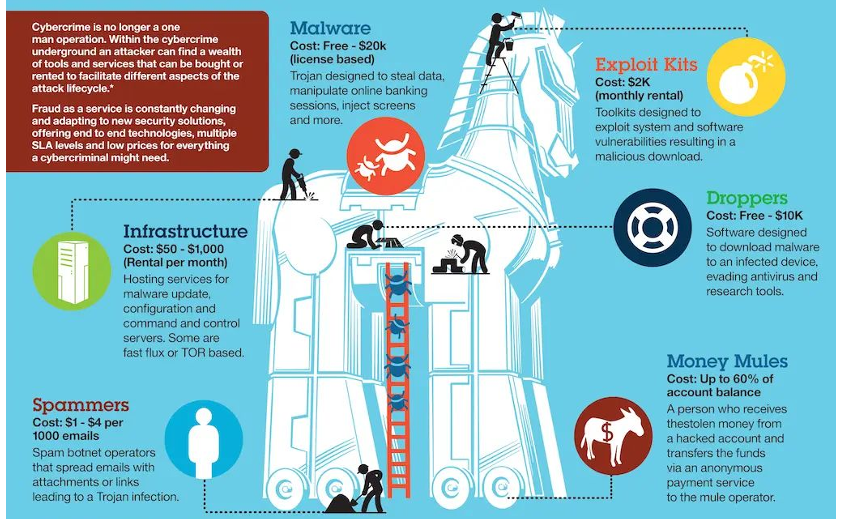 Cybercrime is no longer a one
man operation. Within the cybercrime
underground an attacker can find a wealth
of tools and services that can be bought or
rented to facilitate different aspects of the
attack lifecycle.*
Fraud as a service is constantly changing
and adapting to new security solutions,
offering end to end technologies, multiple
SLA levels and low prices for everything
a cybercriminal might need.
Malware
Cost: Free - $20k
(license based)
Trojan designed to steal data,
manipulate online banking
sessions, inject screens
and more.
Exploit Kits
Cost: $2K
(monthly rental)
Toolkits designed to
exploit system and software
vulnerabilities resulting in a
malicious download.
Infrastructure
Cost: $50 - $1,000
(Rental per month)
Hosting services for
malware update,
configuration and
command and control
servers. Some are
fast flux or TOR based.
Droppers
Cost: Free - $10K
Software designed
to download malware
to an infected device,
evading antivirus and
research tools.
Spammers
Cost: $1 - $4 per
1000 emails
Spam botnet operators
that spread emails with
attachments or links
leading to a Trojan infection.
Money Mules
Cost: Up to 60% of
account balance
A person who receives
thestolen money from
a hacked account and
transfers the funds
via an anonymous
payment service
to the mule operator.
$